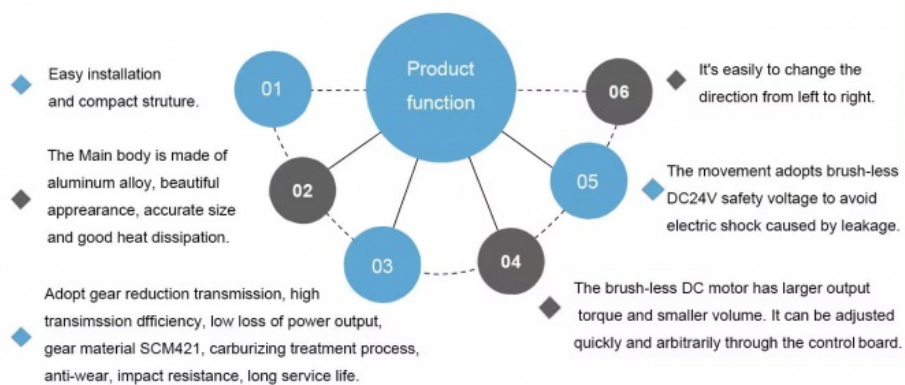 Product
function
01
Easy installation
and compact struture.
02
The Main body is made of
aluminum alloy, beautiful
apprearance, accurate size
and good heat dissipation.
03
Adopt gear reduction transmission, high
transimssion dfficiency, low loss of power output,
gear material SCM421, carburizing treatment process,
anti-wear, impact resistance, long service life.
04
The brush-less DC motor has larger output
torque and smaller volume. It can be adjusted
quickly and arbitrarily through the control board.
05
The movement adopts brush-less
DC24V safety voltage to avoid
electric shock caused by leakage.
06
It's easily to change the
direction from left to right.